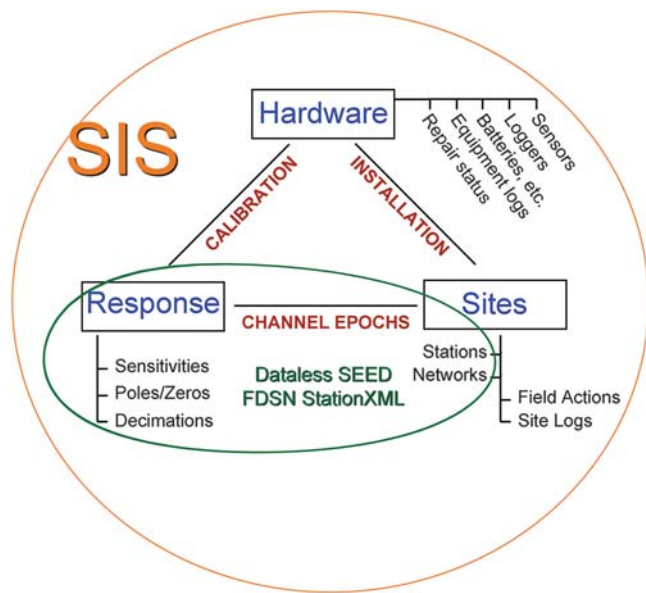 SIS
Hardware
Repair status
Equipment logs
Batteries, etc.
Loggers
Sensors
CALIBRATION
INSTALLATION
Response
CHANNEL EPOCHS
Sites
Sensitivities
Poles/Zeros
Decimations
Dataless SEED
FDSN StationXML
Stations
Networks
Field Actions
Site Logs